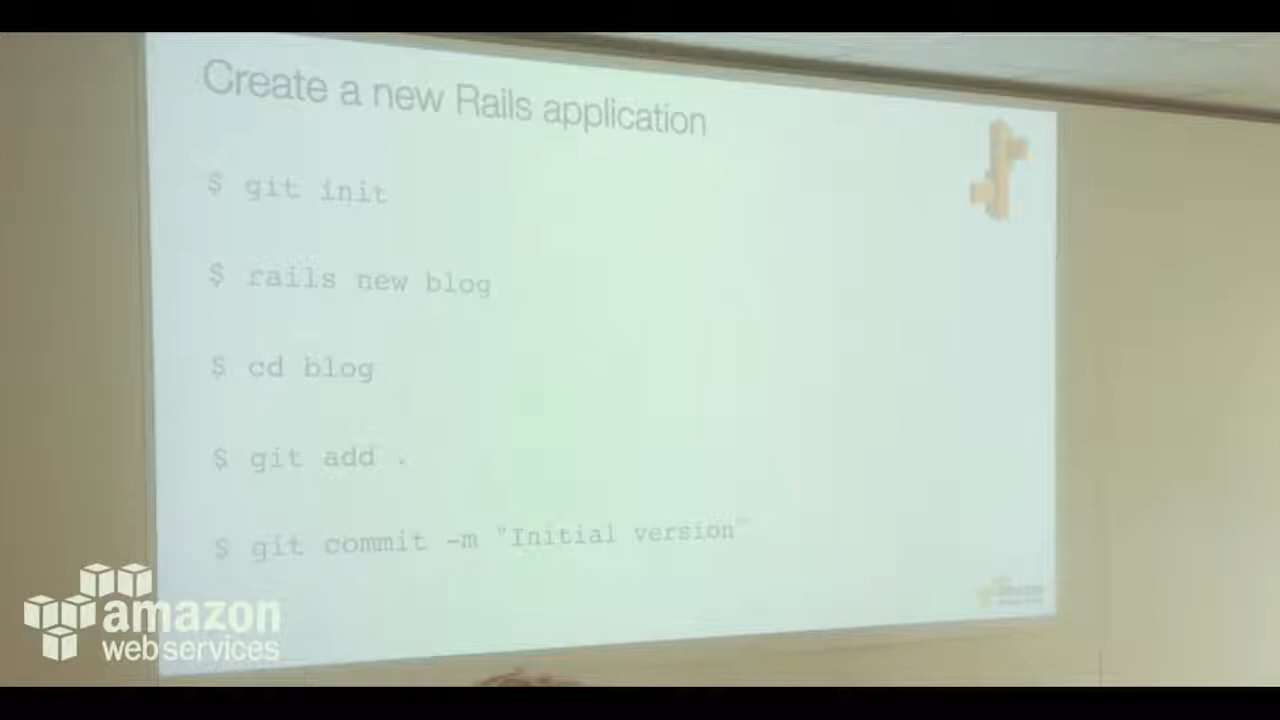 Create a new Rails application
$ git init
$ rails new blog
$ cd blog
$ git add .
$ git commit -m "Initial version"
amazon
web services